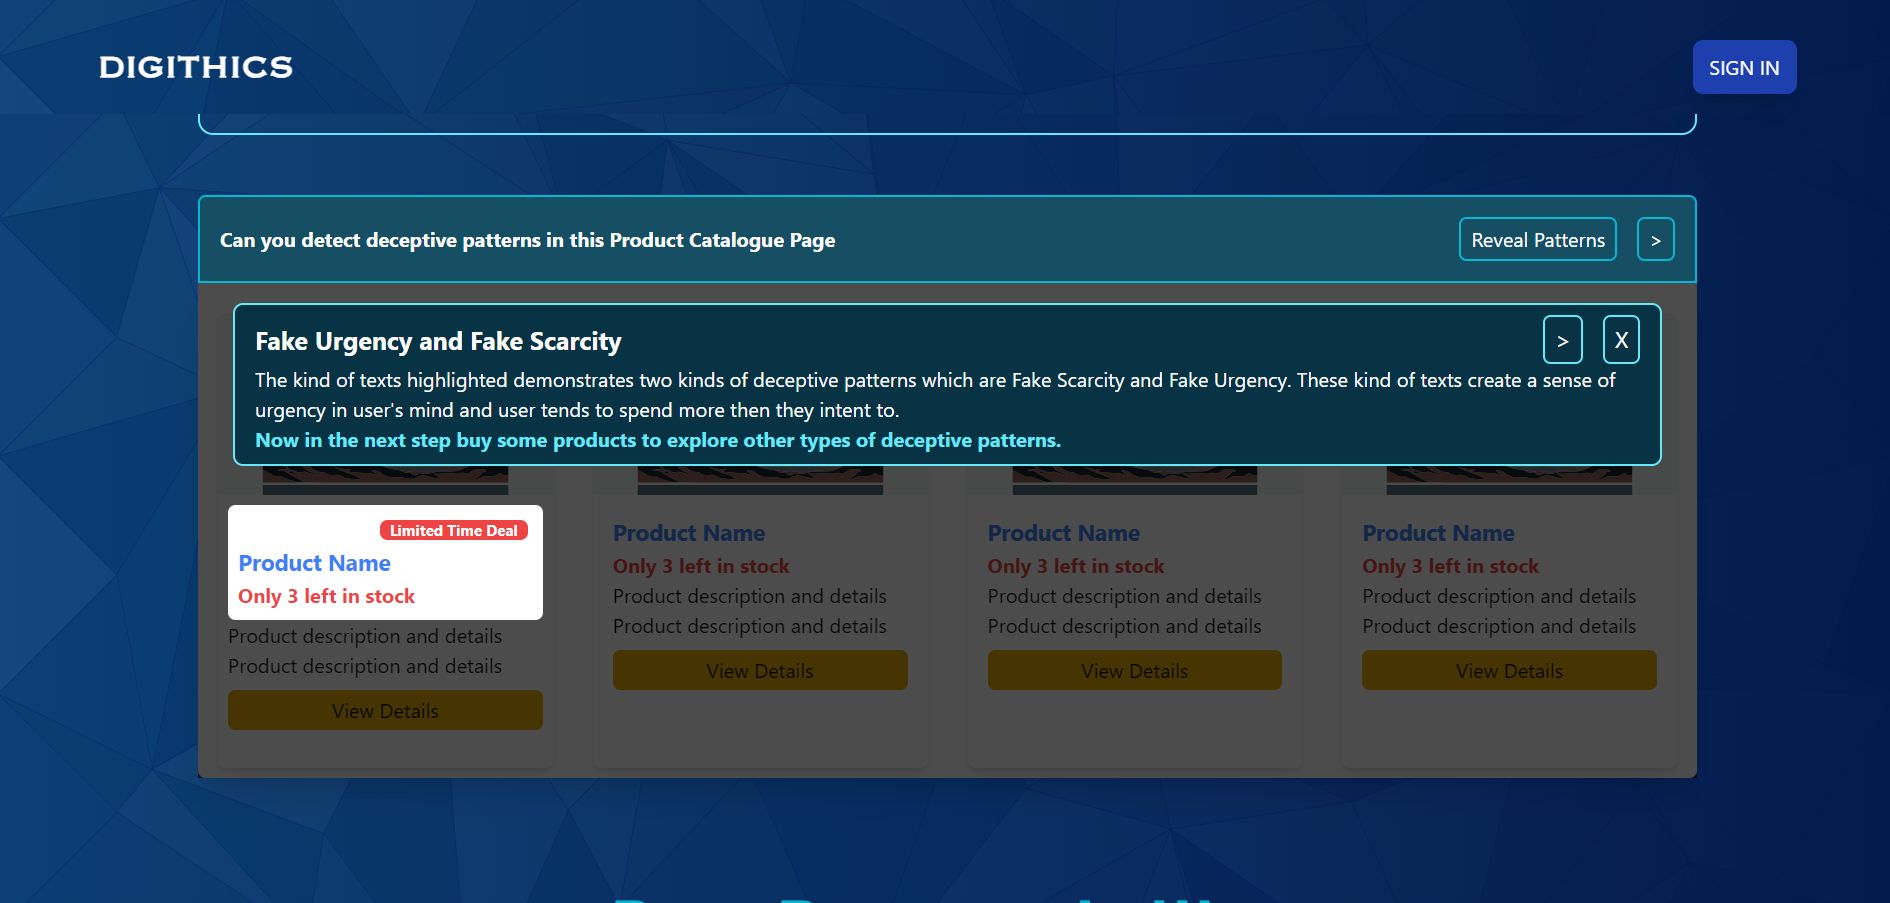 DIGITHICS
SIGN IN
Can you detect deceptive patterns in this Product Catalogue Page
Reveal Patterns
>
Fake Urgency and Fake Scarcity
>
X
The kind of texts highlighted demonstrates two kinds of deceptive patterns which are Fake Scarcity and Fake Urgency. These kind of texts create a sense of
urgency in user's mind and user tends to spend more then they intent to.
Now in the next step buy some products to explore other types of deceptive patterns.
Limited Time Deal
Product Name
Only 3 left in stock
Product description and details
Product description and details
View Details
Product Name
Only 3 left in stock
Product description and details
Product description and details
View Details
Product Name
Only 3 left in stock
Product description and details
Product description and details
View Details
Product Name
Only 3 left in stock
Product description and details
Product description and details
View Details